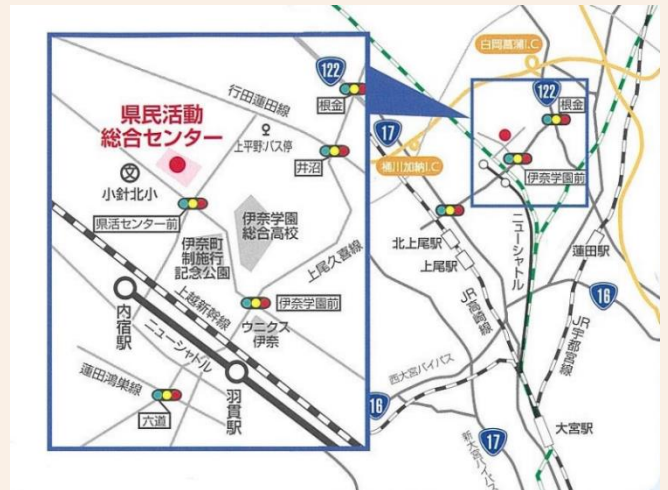 122
行田蓮田線
根金
県民活動
総合センター
上平野:バス停
井沼
小針北小
県活センター前
伊奈学園
総合高校
伊奈町
制施行
記念公園
上尾久喜線
上越新幹線
伊奈学園前
ウニクス
伊奈
内宿駅
ニューシャトル
羽貫駅
蓮田鴻巣線
六道
白岡菖蒲I.C
122
根金
17
桶川加納I.C
伊奈学園前
北上尾駅
上尾駅
ニューシャトル
蓮田駅
JR高崎線
JR宇都宮線
16
西大宮バイパス
16
大宮駅
17
新大宮バイパス